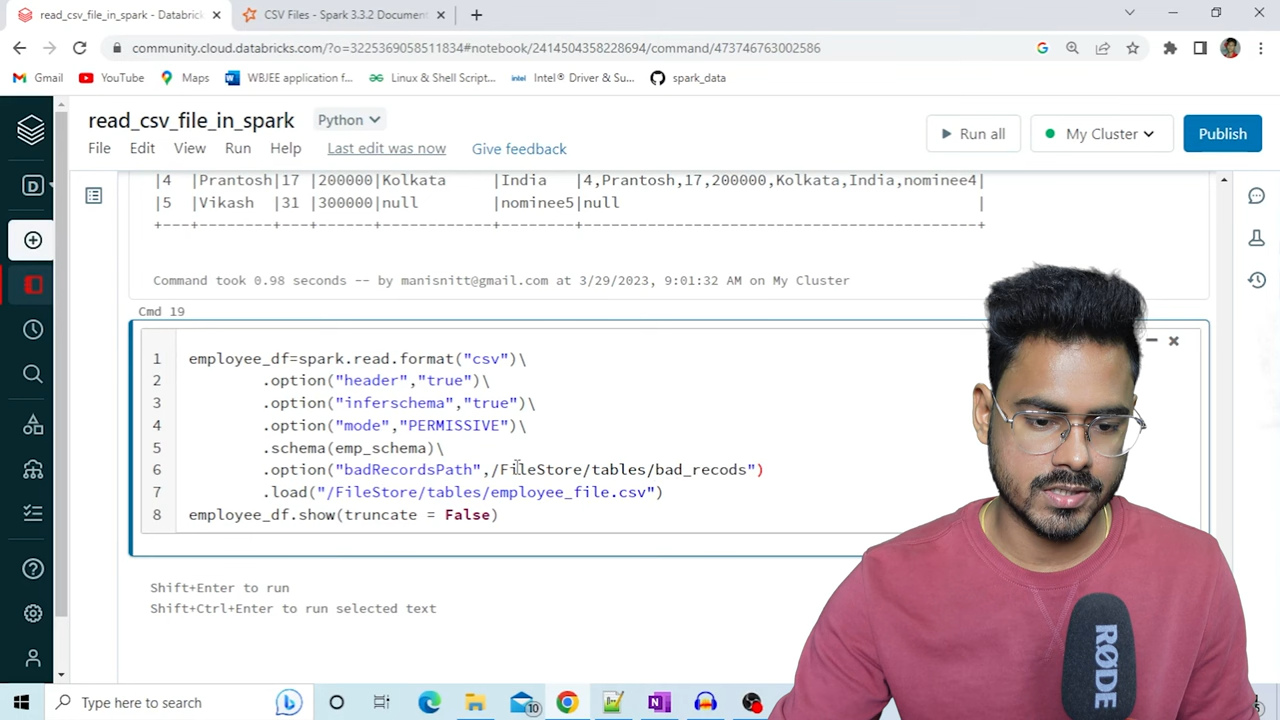 read_csv_file_in_spark - Databric
CSV Files - Spark 3.3.2 Document
community.cloud.databricks.com/?o=3225369058511834#notebook/2414504358228694/command/473746763002586
Gmail YouTube Maps WBJEE application f Linux & Shell Script... Intel® Driver & Su... spark_data
read_csv_file_in_spark Python
Run all My Cluster Publish
File Edit View Run Help Last edit was now Give feedback
D
|4 |Prantosh|17 |200000|Kolkata |India |4,Prantosh,17,200000,Kolkata,India,nominee4|
|5 |Vikash |31 |300000|null |nominee5|null |
+---+--------+---+------+------------+--------+-------------------------------------------+
Command took 0.98 seconds -- by manisnitt@gmail.com at 3/29/2023, 9:01:32 AM on My Cluster
Cmd 19
1 employee_df=spark.read.format("csv")\
2 .option("header","true")\
3 .option("inferschema","true")\
4 .option("mode","PERMISSIVE")\
5 .schema(emp_schema)\
6 .option("badRecordsPath",/FileStore/tables/bad_recods")
7 .load("/FileStore/tables/employee_file.csv")
8 employee_df.show(truncate = False)
Shift+Enter to run
Shift+Ctrl+Enter to run selected text
RØDE
Type here to search
10